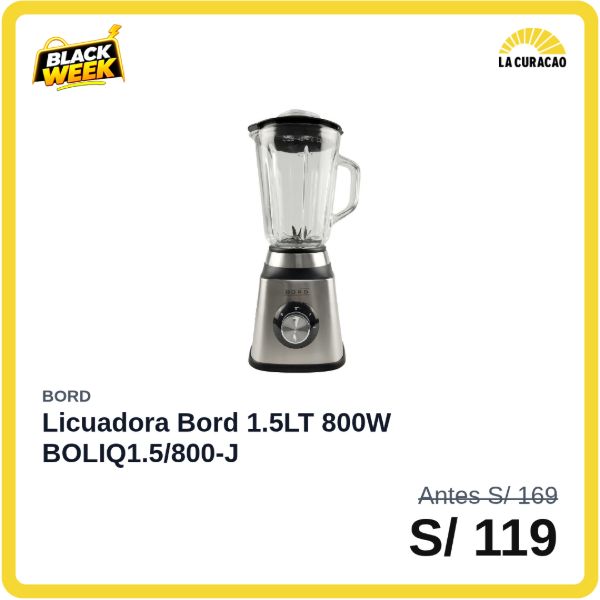 BLACK
WEEK
LA CURACAO
BORD
BORD
Licuadora Bord 1.5LT 800W
BOLIQ1.5/800-J
Antes S/ 169
S/ 119